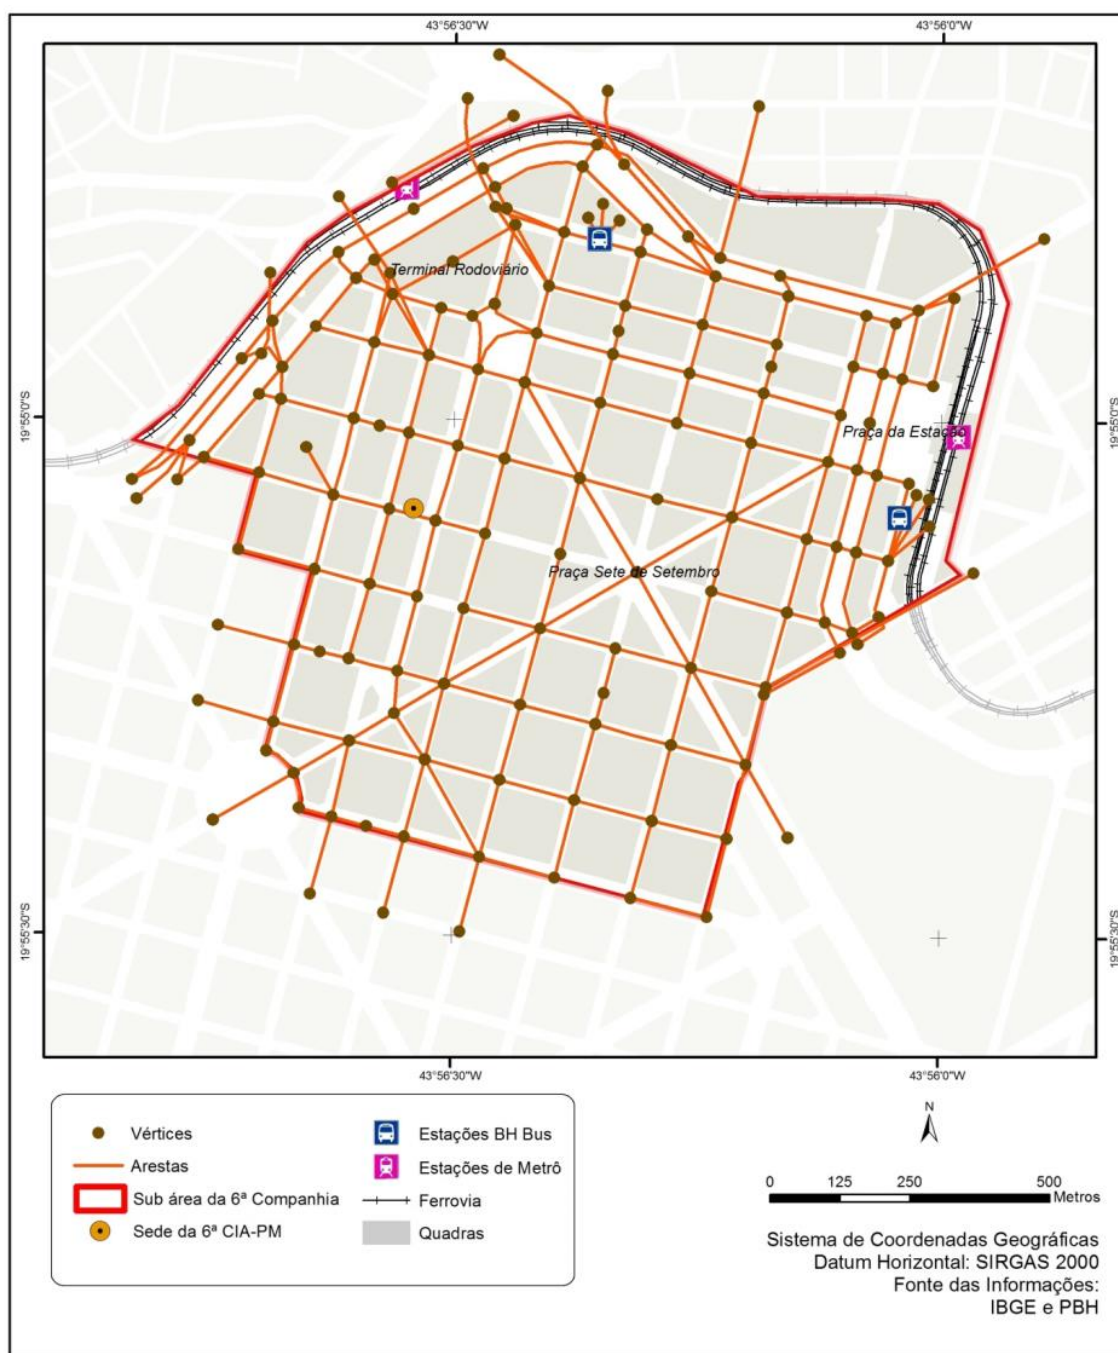 43°56'30"W
43°56'0"W
19°55'0"S
19°55'0"S
Terminal Rodoviário
Praça da Estação
Praça Sete de Setembro
19°55'30"S
19°55'30"S
43°56'30"W
43°56'0"W
Vértices
Arestas
Sub área da 6ª Companhia
Sede da 6ª CIA-PM
Estações BH Bus
Estações de Metrô
Ferrovia
Quadras
N
0 125 250 500
Metros
Sistema de Coordenadas Geográficas
Datum Horizontal: SIRGAS 2000
Fonte das Informações:
IBGE e PBH